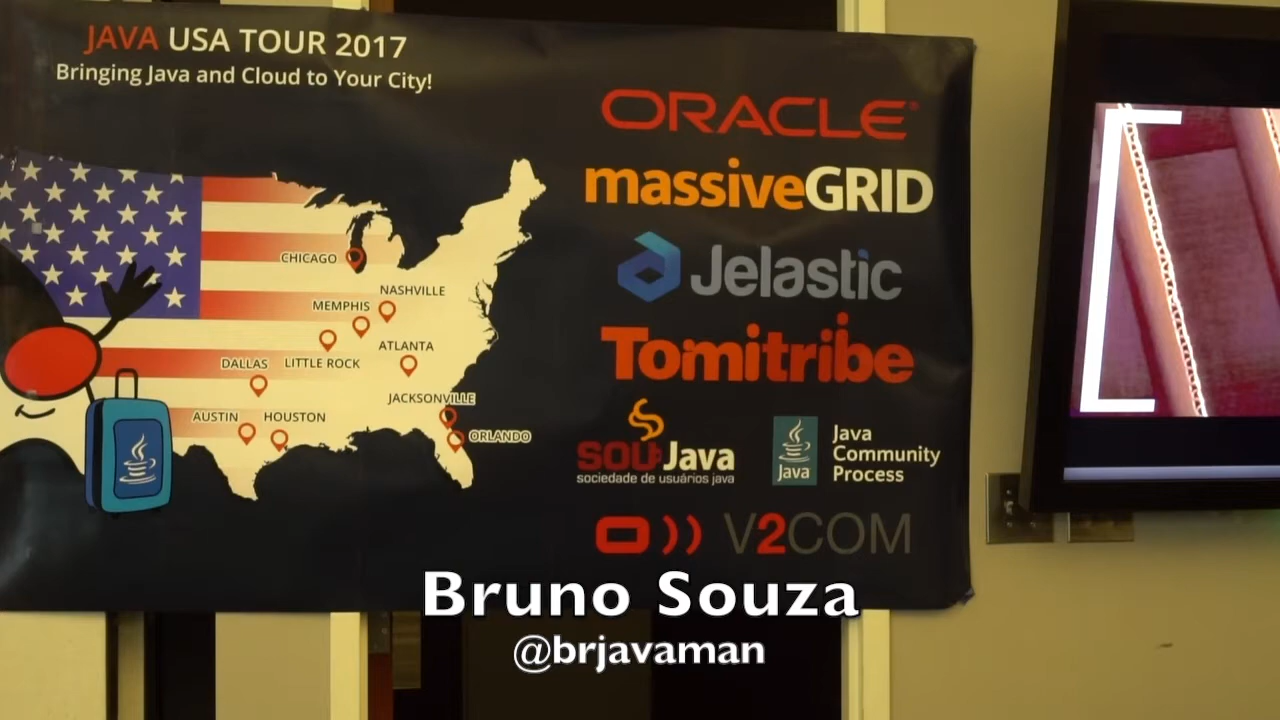 JAVA USA TOUR 2017
Bringing Java and Cloud to Your City!
ORACLE®
massiveGRID
Jelastic
Tomitribe
SOUJava
sociedade de usuários java
Java
Java
Community
Process
V2COM
CHICAGO
NASHVILLE
MEMPHIS
ATLANTA
DALLAS
LITTLE ROCK
JACKSONVILLE
AUSTIN
HOUSTON
ORLANDO
Java
Bruno Souza
@brjavaman